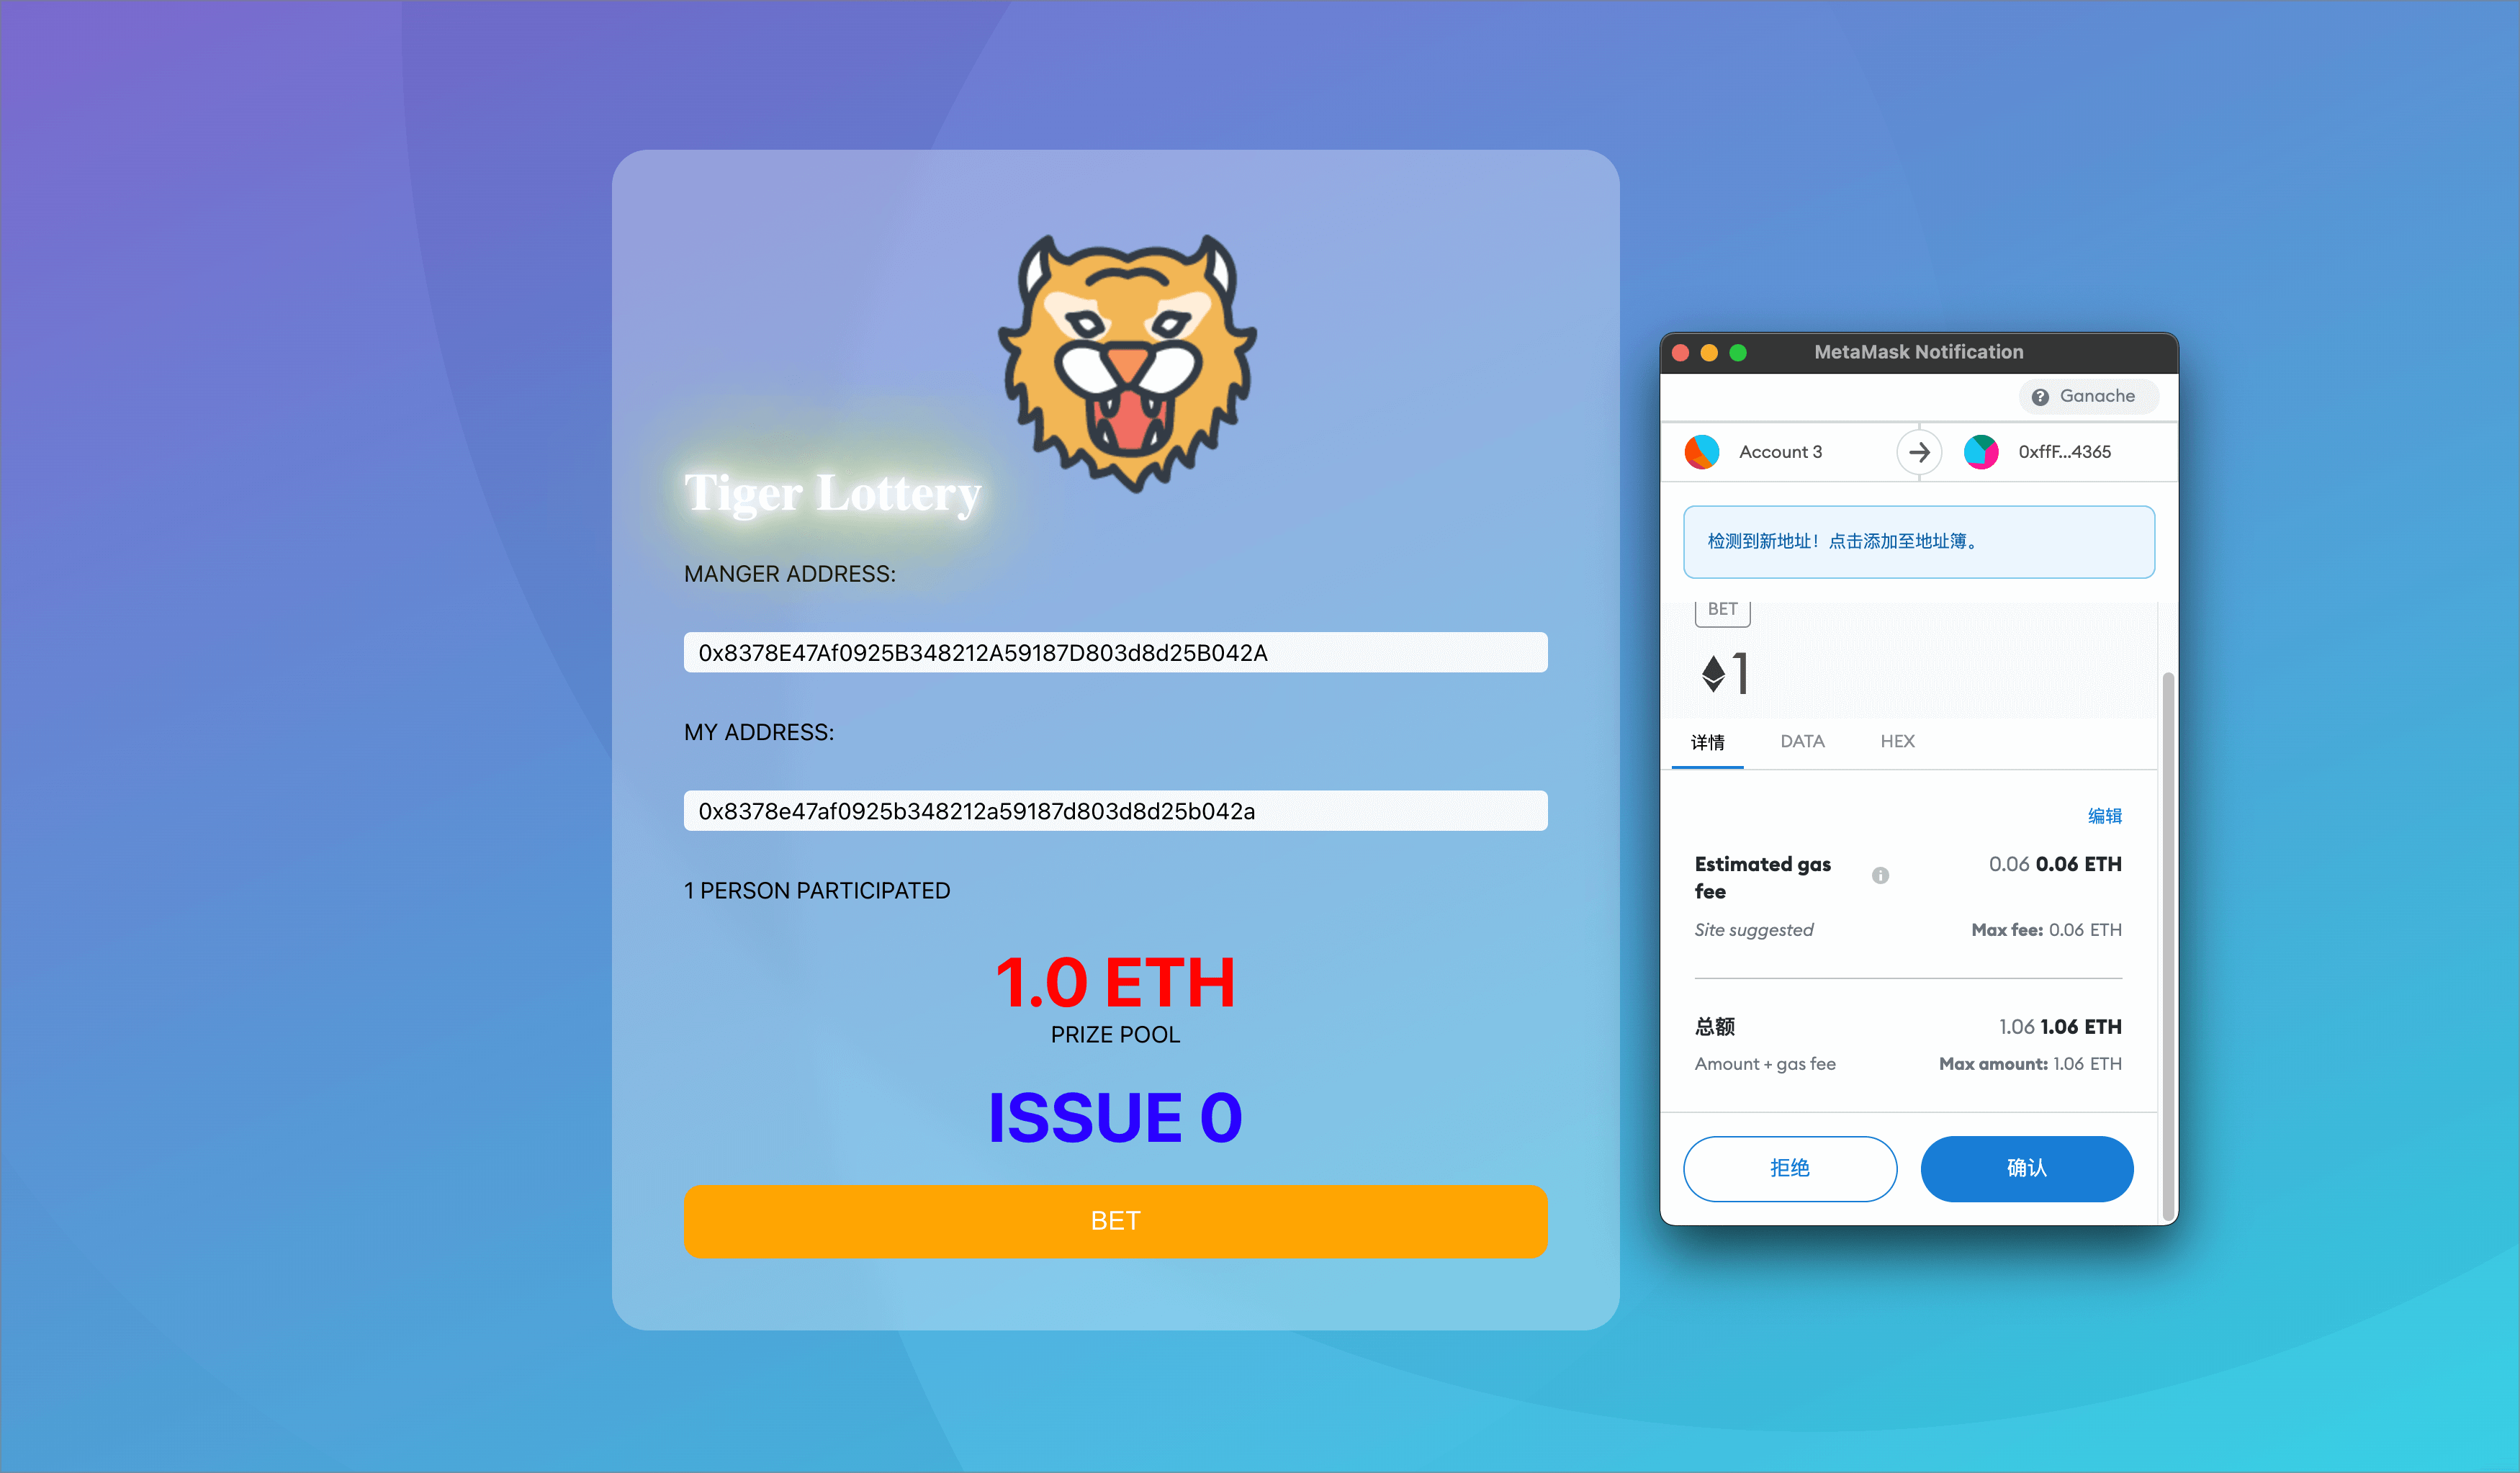 Tiger Lottery
MANGER ADDRESS:
0x8378E47Af0925B348212A59187D803d8d25B042A
MY ADDRESS:
0x8378e47af0925b348212a59187d803d8d25b042a
1 PERSON PARTICIPATED
1.0 ETH
PRIZE POOL
ISSUE 0
BET
MetaMask Notification
Ganache
Account 3
0xffF...4365
检测到新地址！点击添加至地址簿。
BET
1
详情 DATA HEX
编辑
Estimated gas fee 0.06 0.06 ETH
Site suggested Max fee: 0.06 ETH
总额 1.06 1.06 ETH
Amount + gas fee Max amount: 1.06 ETH
拒绝 确认